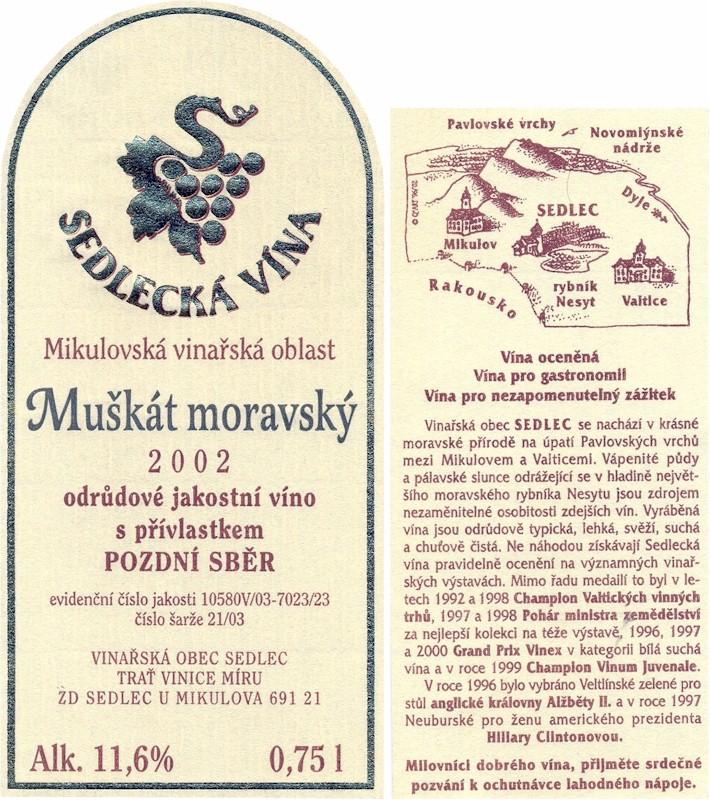 SEDLECKÁ VÍNA
Mikulovská vinařská oblast
Muškát moravský
2002
odrůdové jakostní víno
s přívlastkem
POZDNÍ SBĚR
evidenční číslo jakosti 10580V/03-7023/23
číslo šarže 21/03
VINAŘSKÁ OBEC SEDLEC
TRAŤ VINICE MÍRU
ZD SEDLEC U MIKULOVA 691 21
Alk. 11,6% 0,75 l
Pavlovské vrchy
Novomlýnské
nádrže
Dyje
SEDLEC
Mikulov
Rakousko
rybník
Nesyt
Valtice
Vína oceněná
Vína pro gastronomii
Vína pro nezapomenutelný zážitek
Vinařská obec SEDLEC se nachází v krásné
moravské přírodě na úpatí Pavlovských vrchů
mezi Mikulovem a Valticemi. Vápenité půdy
a pálavské slunce odrážející se v hladině největ-
šího moravského rybníka Nesytu jsou zdrojem
nezaměnitelné osobitosti zdejších vín. Vyráběná
vína jsou odrůdově typická, lehká, svěží, suchá
a chuťově čistá. Ne náhodou získávají Sedlecká
vína pravidelně ocenění na významných vinař-
ských výstavách. Mimo řadu medailí to byl v le-
tech 1992 a 1998 Champion Valtických vinných
trhů, 1997 a 1998 Pohár ministra zemědělství
za nejlepší kolekci na téže výstavě, 1996, 1997
a 2000 Grand Prix Vinex v kategorii bílá suchá
vína a v roce 1999 Champion Vinum Juvenale.
V roce 1996 bylo vybráno Veltlínské zelené pro
stůl anglické královny Alžběty II. a v roce 1997
Neuburské pro ženu amerického prezidenta
Hillary Clintonovou.
Milovníci dobrého vína, přijměte srdečné
pozvání k ochutnávce lahodného nápoje.